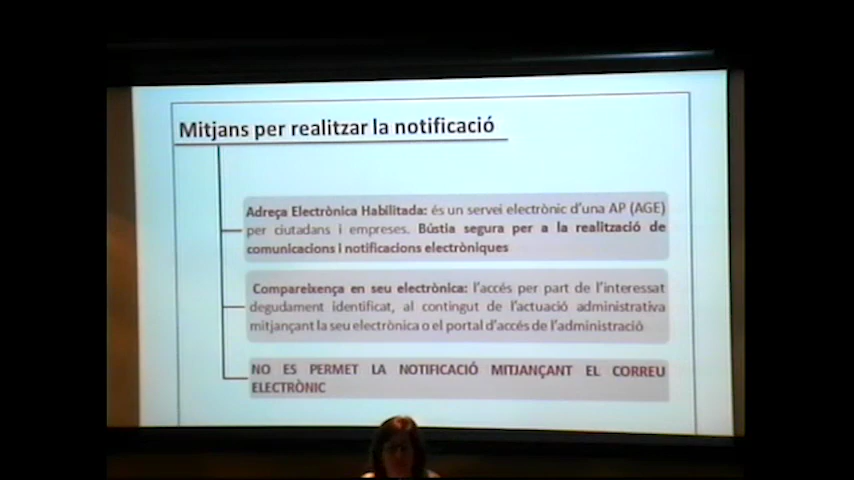 Mitjans per realitzar la notificació
Adreça Electrònica Habilitada: és un servei electrònic d'una AP (AGE)
per ciutadans i empreses. Bústia segura per a la realització de
comunicacions i notificacions electròniques
Compareixença en seu electrònica: l'accés per part de l'interessat
degudament identificat, al contingut de l'actuació administrativa
mitjançant la seu electrònica o el portal d'accés de l'administració
NO ES PERMET LA NOTIFICACIÓ MITJANÇANT EL CORREU
ELECTRÒNIC